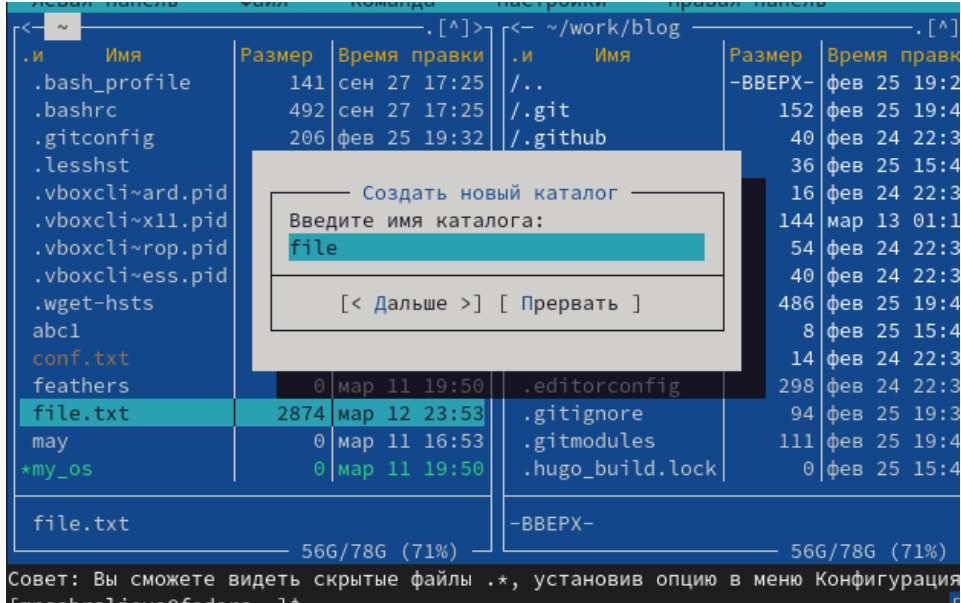 Левая панель Файл Команда Настройки Правая панель
<— ~ .[^]>
.и Имя Размер Время правки
.bash_profile 141 сен 27 17:25
.bashrc 492 сен 27 17:25
.gitconfig 206 фев 25 19:32
.lesshst
.vboxcli~ard.pid
.vboxcli~x11.pid
.vboxcli~rop.pid
.vboxcli~ess.pid
.wget-hsts
abc1
conf.txt
feathers 0 мар 11 19:50
file.txt 2874 мар 12 23:53
may 0 мар 11 16:53
*my_os 0 мар 11 19:50
file.txt
56G/78G (71%)
<— ~/work/blog .[^]
.и Имя Размер Время правк
/.. -ВВЕРХ- фев 25 19:2
/.git 152 фев 25 19:4
/.github 40 фев 24 22:3
36 фев 25 15:4
16 фев 24 22:3
144 мар 13 01:1
54 фев 24 22:3
40 фев 24 22:3
486 фев 25 19:4
8 фев 25 15:4
14 фев 24 22:3
.editorconfig 298 фев 24 22:3
.gitignore 94 фев 25 19:3
.gitmodules 111 фев 25 19:4
.hugo_build.lock 0 фев 25 15:4
-ВВЕРХ-
56G/78G (71%)
Создать новый каталог
Введите имя каталога:
file
[< Дальше >] [ Прервать ]
Совет: Вы сможете видеть скрытые файлы .*, установив опцию в меню Конфигурация